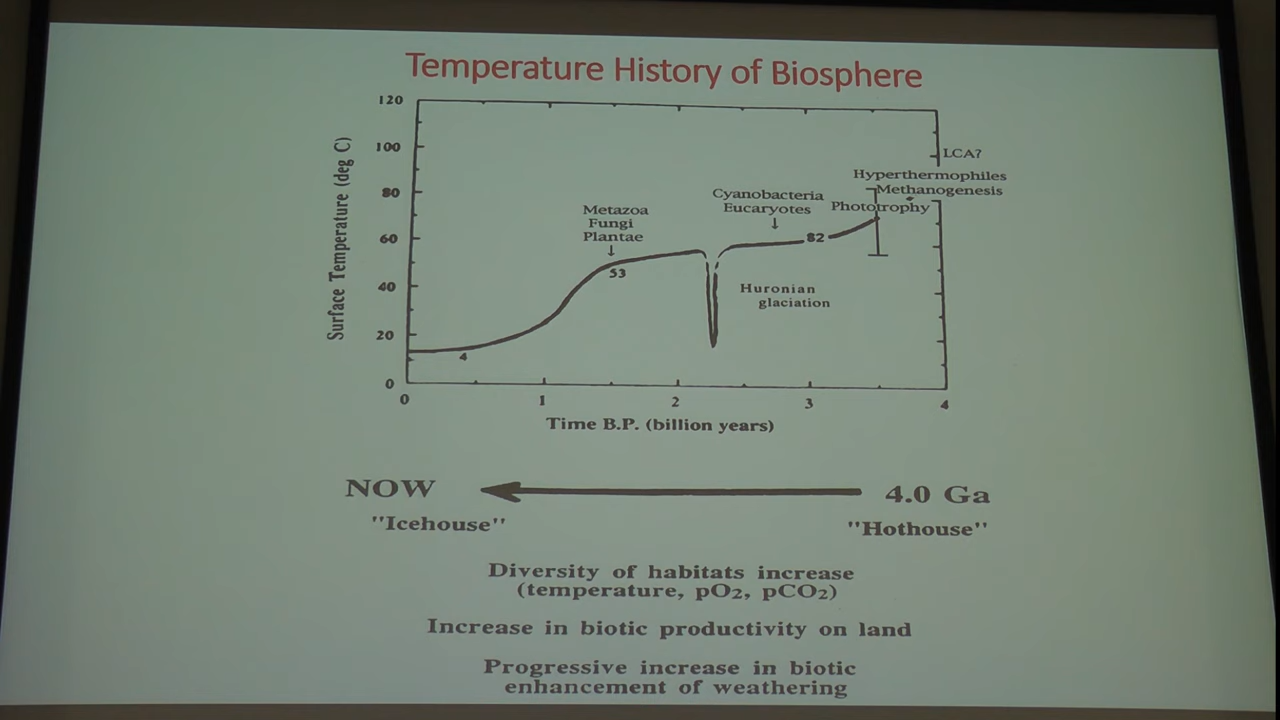 Temperature History of Biosphere
120
100
80
60
40
20
0
Surface Temperature (deg C)
LCA?
Hyperthermophiles
Methanogenesis
Phototrophy
Cyanobacteria
Eucaryotes
82
Metazoa
Fungi
Plantae
53
Huronian
glaciation
4
0 1 2 3 4
Time B.P. (billion years)
NOW 4.0 Ga
"Icehouse" "Hothouse"
Diversity of habitats increase
(temperature, pO2, pCO2)
Increase in biotic productivity on land
Progressive increase in biotic
enhancement of weathering